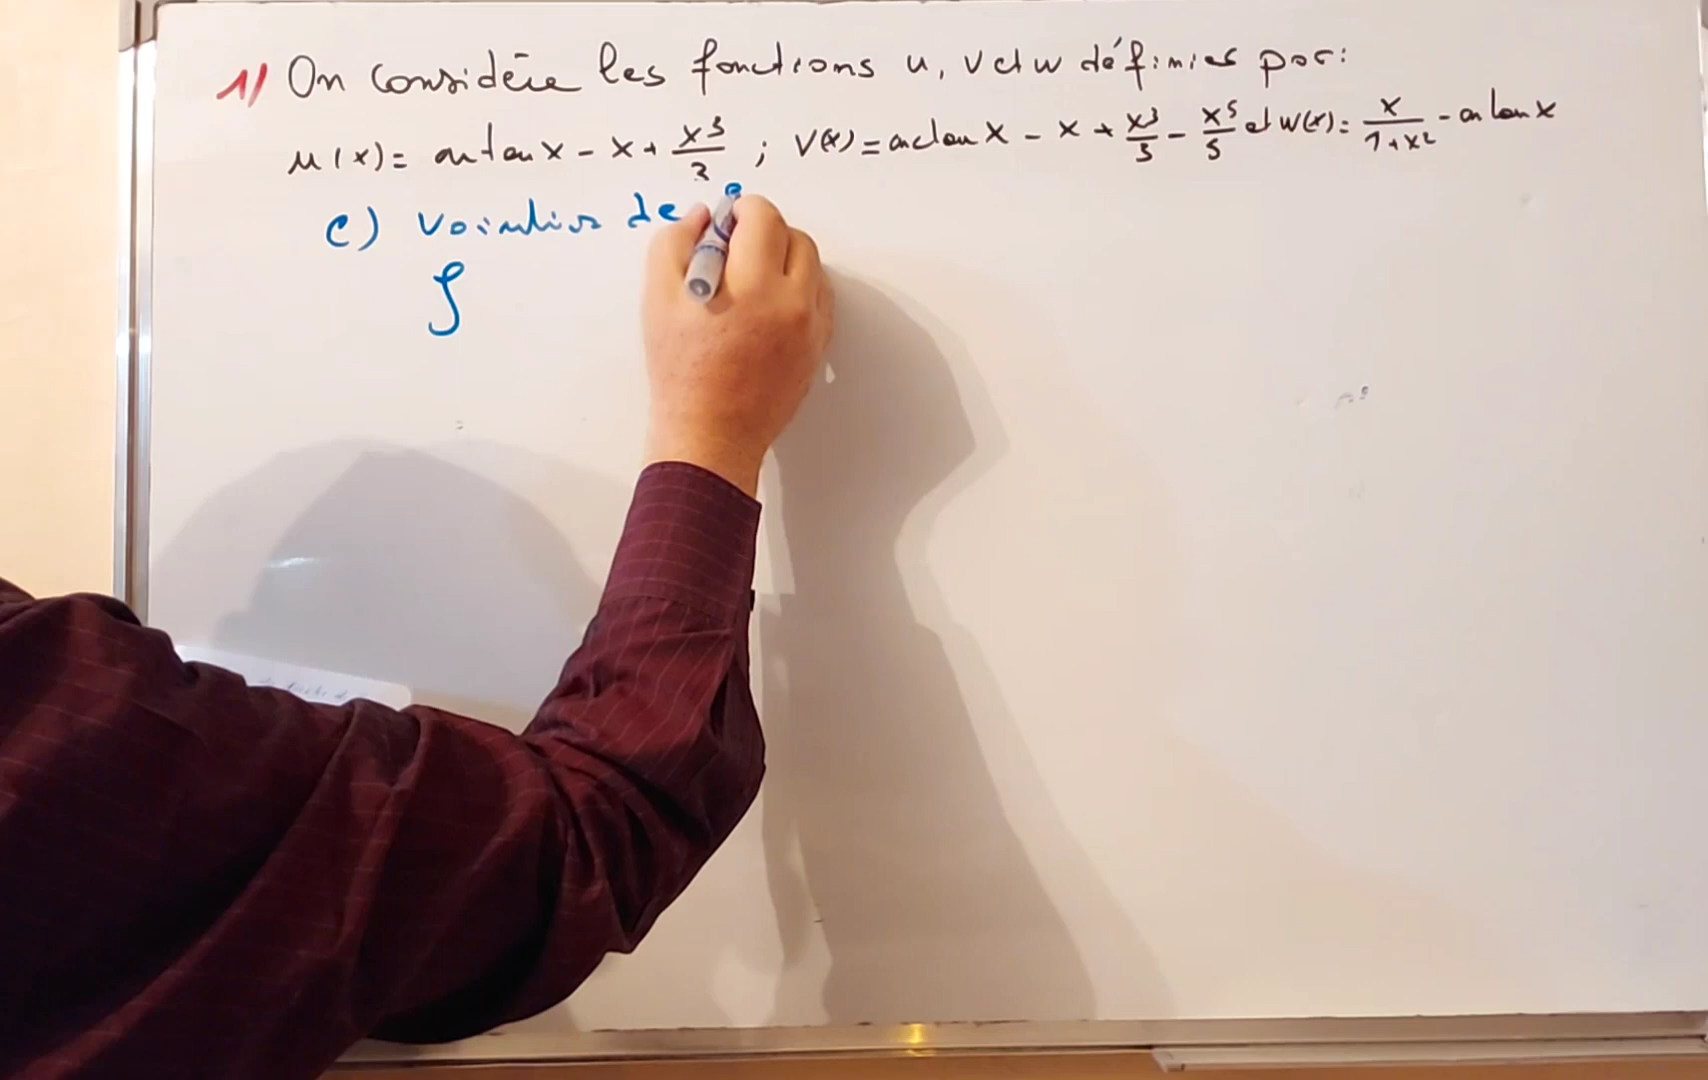 1) On considère les fonctions u, v et w définies par:
u(x) = arctan x - x + x³/3 ; v(x) = arctan x - x + x³/3 - x⁵/5 et w(x) = x/(1+x²) - arctan x
c) Variation de
f